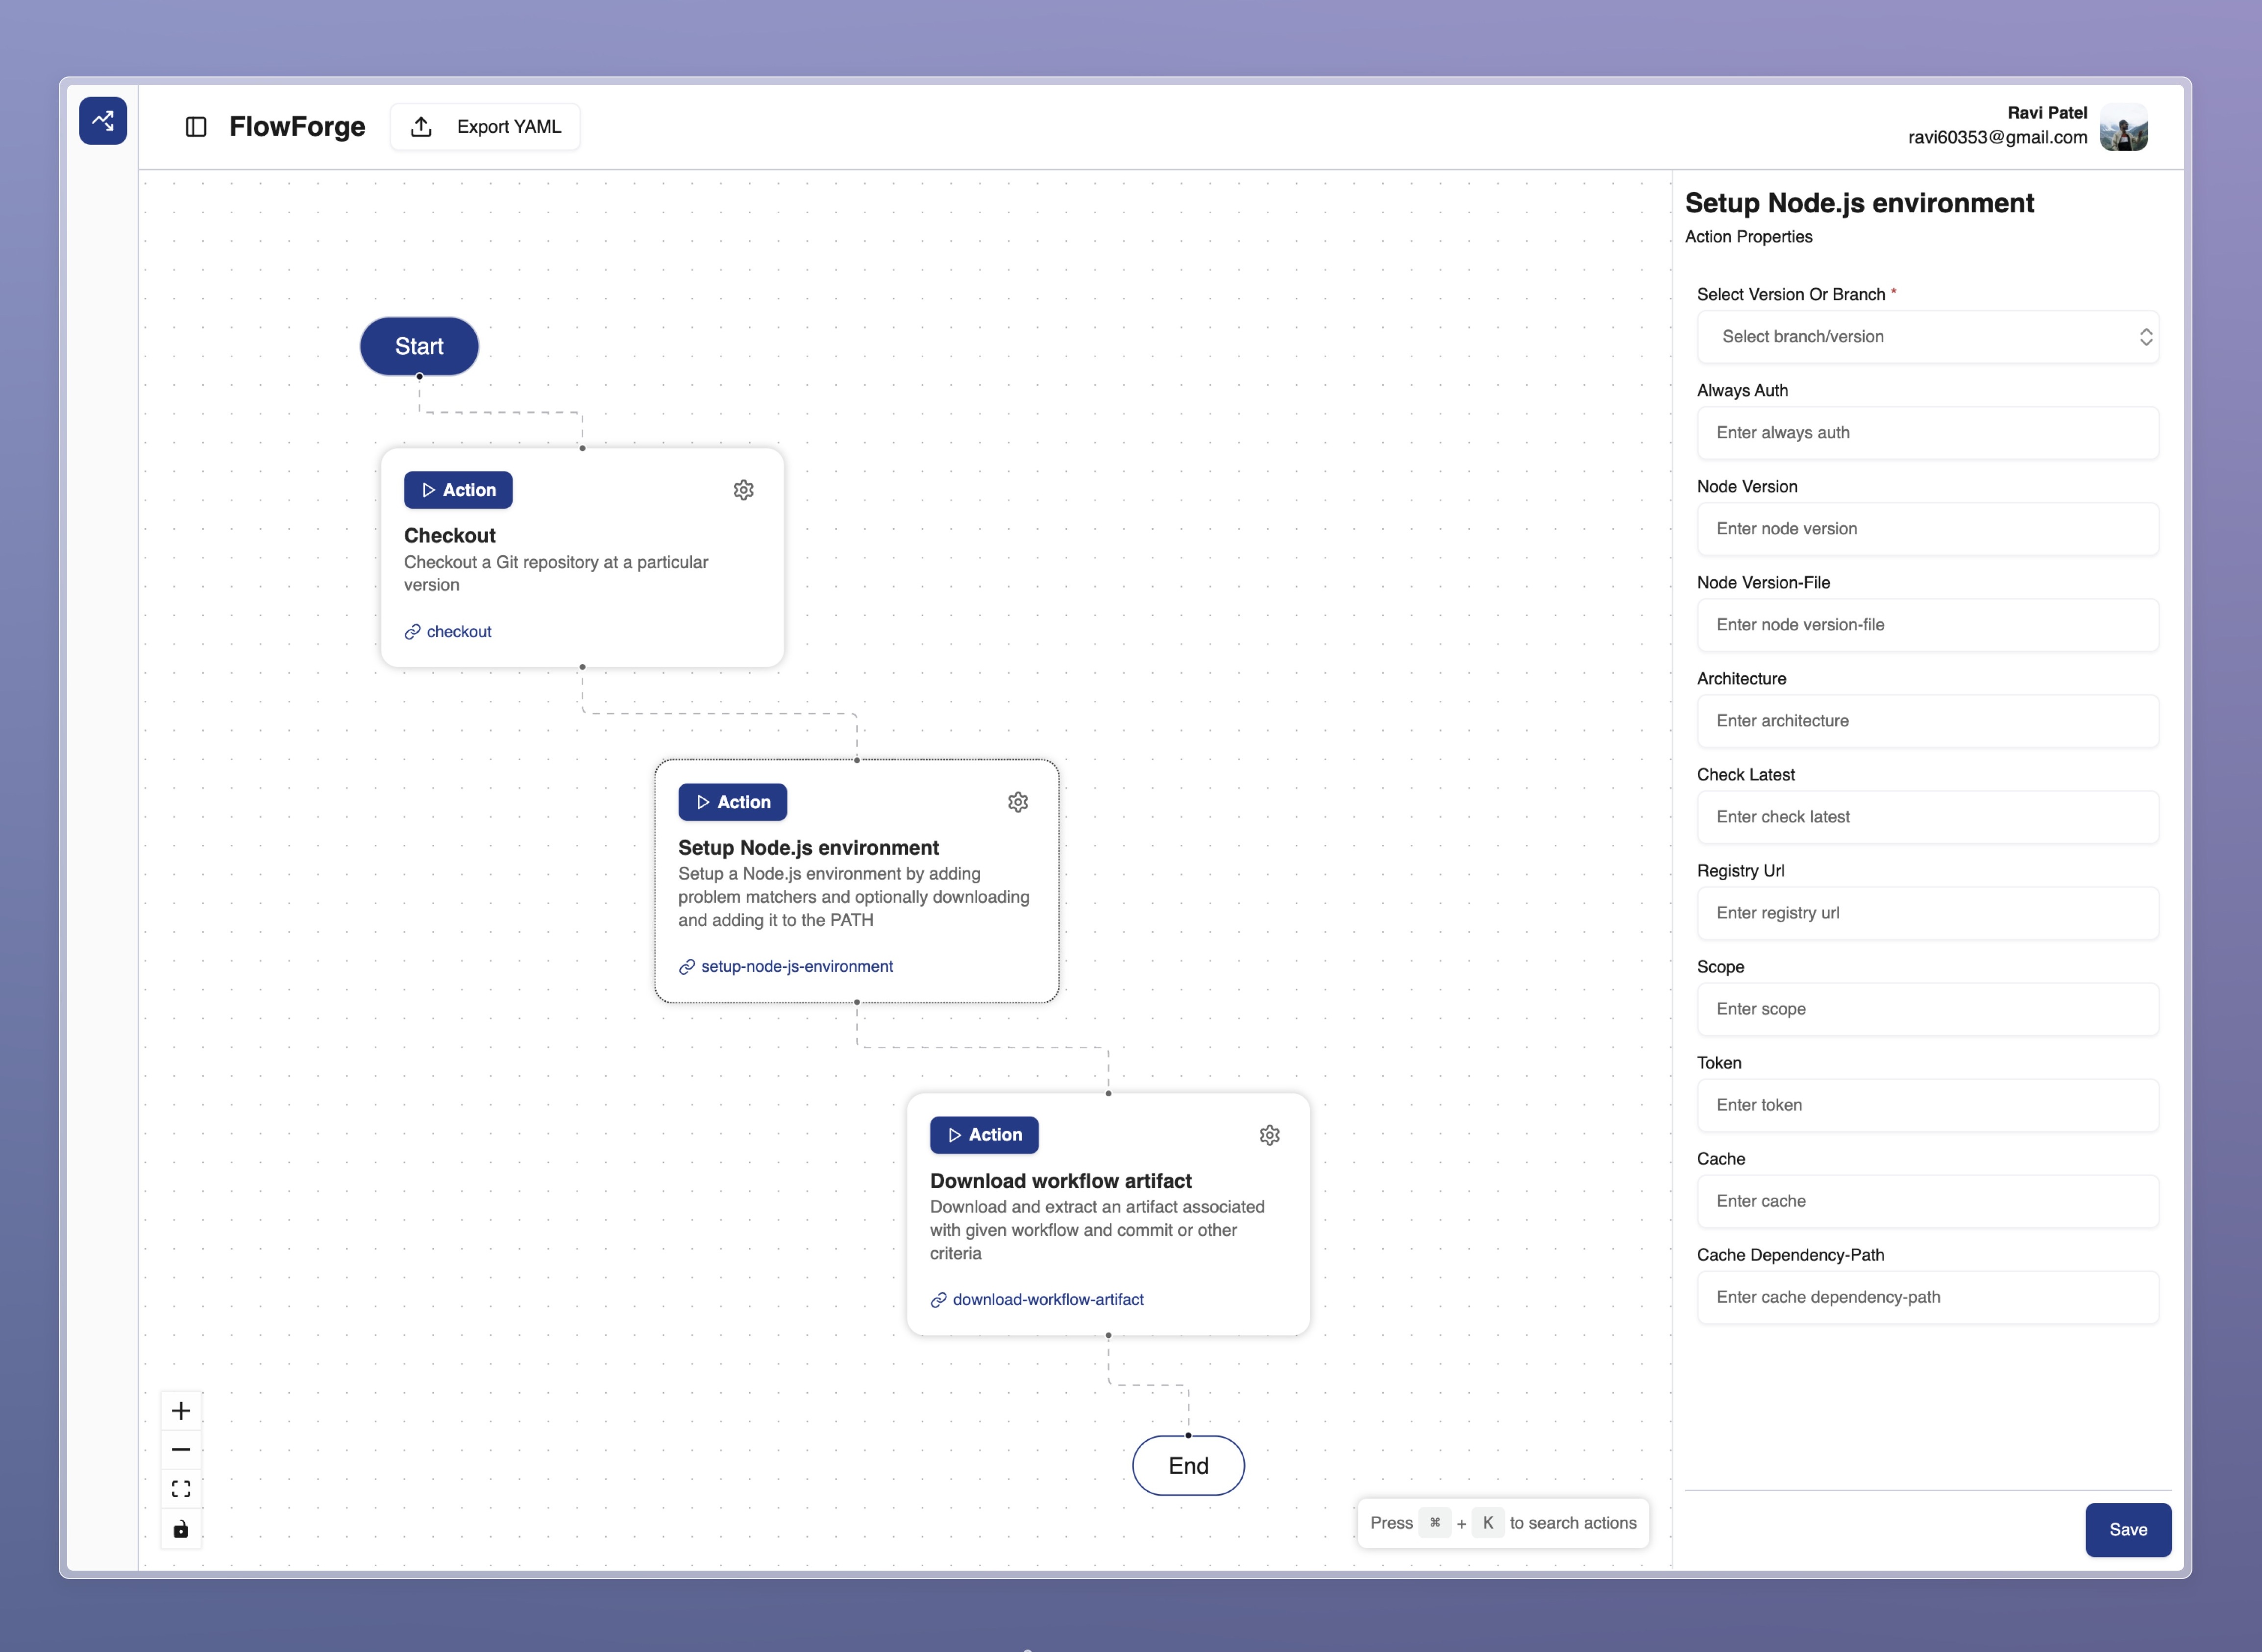 FlowForge
Export YAML
Ravi Patel
ravi60353@gmail.com
Start
Action
Checkout
Checkout a Git repository at a particular
version
checkout
Action
Setup Node.js environment
Setup a Node.js environment by adding
problem matchers and optionally downloading
and adding it to the PATH
setup-node-js-environment
Action
Download workflow artifact
Download and extract an artifact associated
with given workflow and commit or other
criteria
download-workflow-artifact
End
Press ⌘ + K to search actions
Setup Node.js environment
Action Properties
Select Version Or Branch *
Select branch/version
Always Auth
Enter always auth
Node Version
Enter node version
Node Version-File
Enter node version-file
Architecture
Enter architecture
Check Latest
Enter check latest
Registry Url
Enter registry url
Scope
Enter scope
Token
Enter token
Cache
Enter cache
Cache Dependency-Path
Enter cache dependency-path
Save